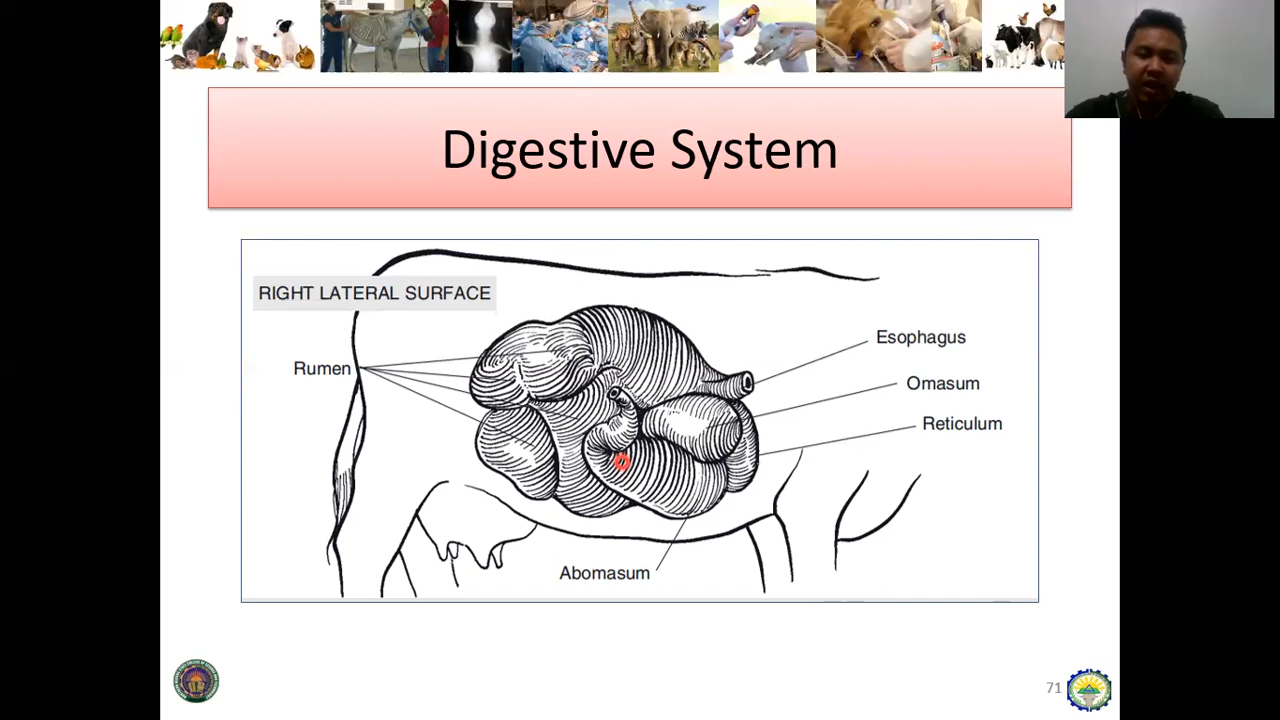 Digestive System
RIGHT LATERAL SURFACE
Esophagus
Rumen
Omasum
Reticulum
Abomasum
71